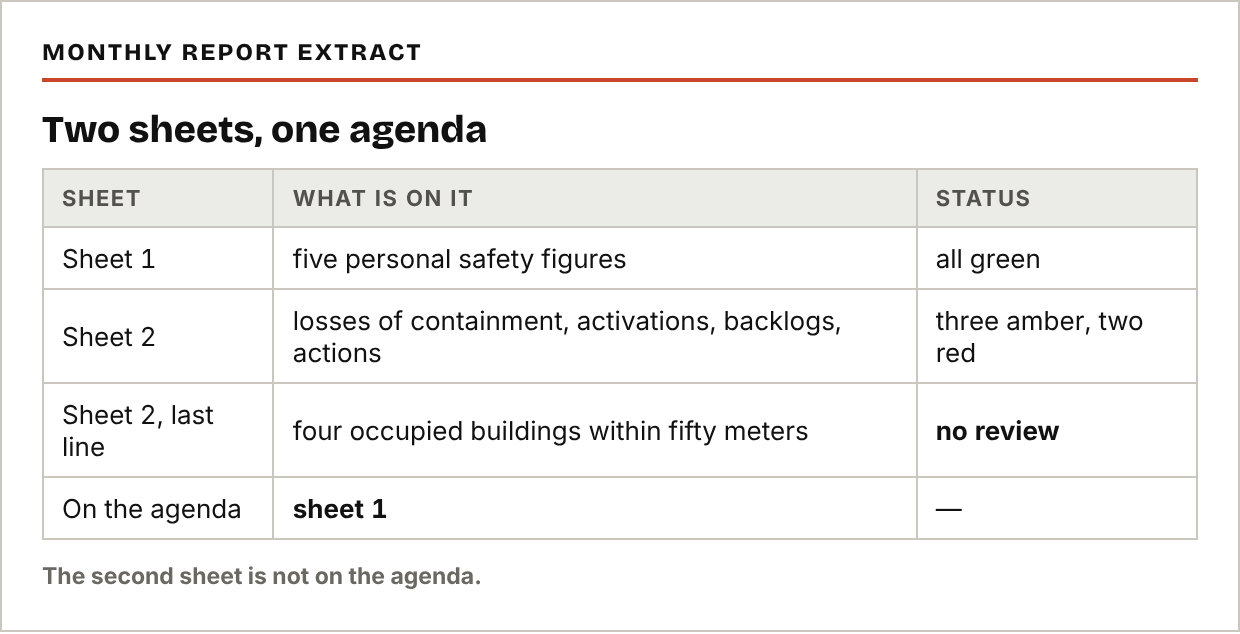 MONTHLY REPORT EXTRACT
Two sheets, one agenda
SHEET
WHAT IS ON IT
STATUS
Sheet 1
five personal safety figures
all green
Sheet 2
losses of containment, activations, backlogs,
actions
three amber, two
red
Sheet 2, last
line
four occupied buildings within fifty meters
no review
On the agenda
sheet 1
—
The second sheet is not on the agenda.